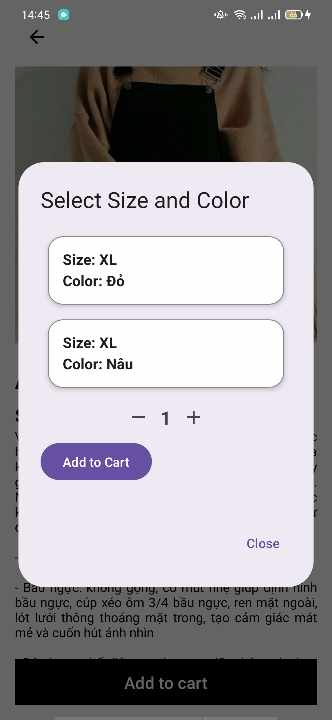 14:45
Select Size and Color
Size: XL
Color: Đỏ
Size: XL
Color: Nâu
1
Add to Cart
Close
- Bầu ngực: không gọng, có mút nhẹ giúp định hình
bầu ngực, cúp xéo ôm 3/4 bầu ngực, ren mặt ngoài,
lót lưới thông thoáng mặt trong, tạo cảm giác mát
mẻ và cuốn hút ánh nhìn
Add to cart